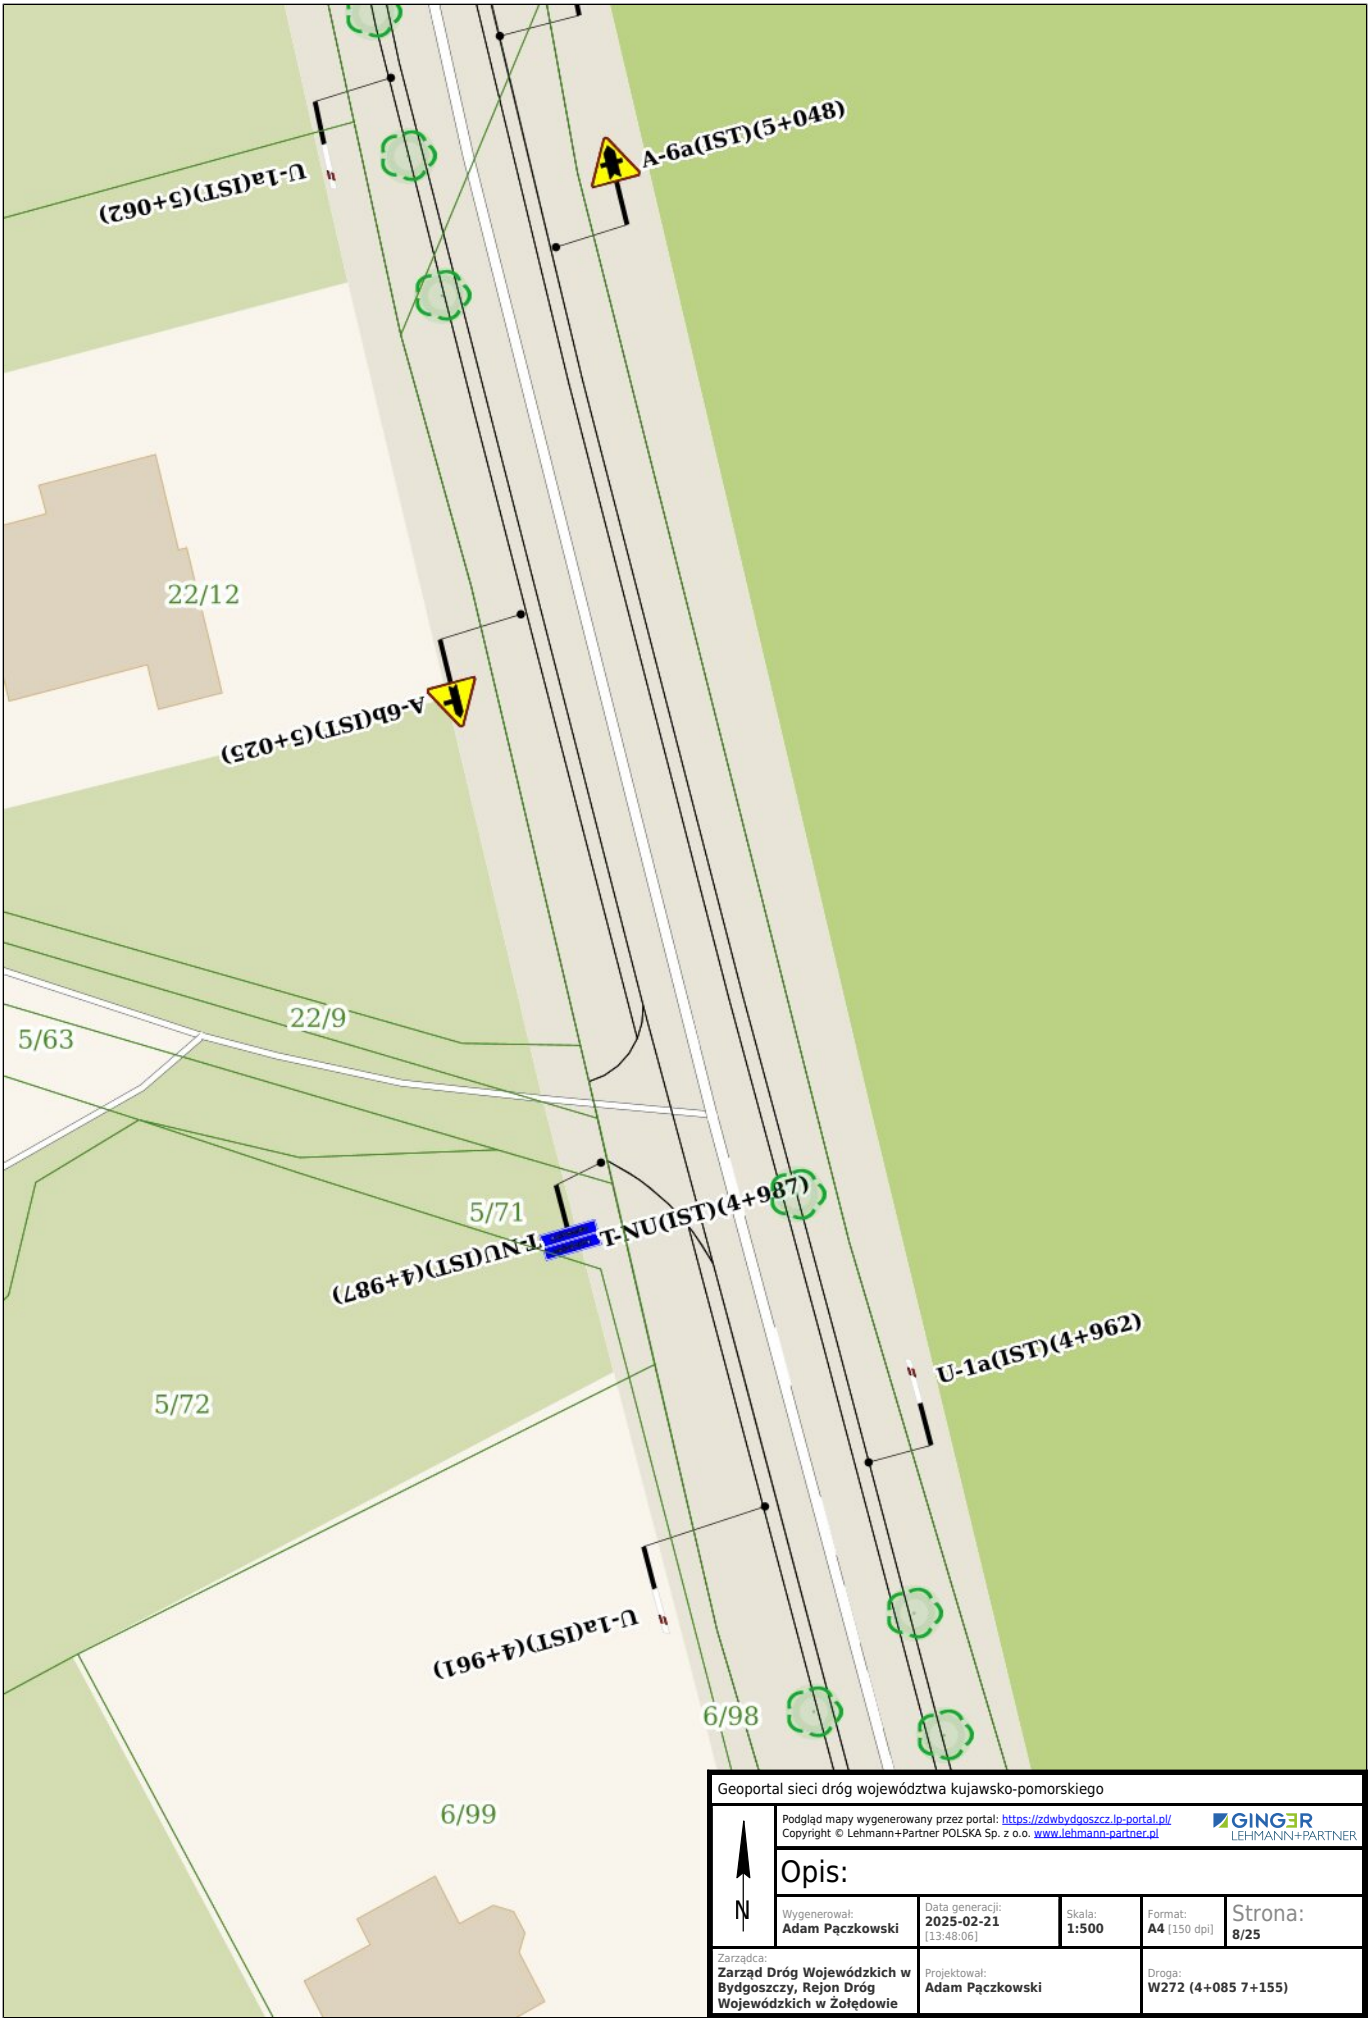 A-6a(IST)(5+048)
U-1a(IST)(5+062)
22/12
A-6b(IST)(5+025)
22/9
5/63
5/71
T-NU(IST)(4+987)
T-NU(IST)(4+987)
U-1a(IST)(4+962)
5/72
U-1a(IST)(4+961)
6/98
6/99
Geoportal sieci dróg województwa kujawsko-pomorskiego
Podgląd mapy wygenerowany przez portal: https://zdwbydgoszcz.lp-portal.pl/
Copyright © Lehmann+Partner POLSKA Sp. z o.o. www.lehmann-partner.pl
GINGER
LEHMANN+PARTNER
N
Opis:
Wygenerował:
Adam Pączkowski
Data generacji:
2025-02-21
[13:48:06]
Skala:
1:500
Format:
A4 [150 dpi]
Strona:
8/25
Zarządca:
Zarząd Dróg Wojewódzkich w
Bydgoszczy, Rejon Dróg
Wojewódzkich w Żołędowie
Projektował:
Adam Pączkowski
Droga:
W272 (4+085 7+155)